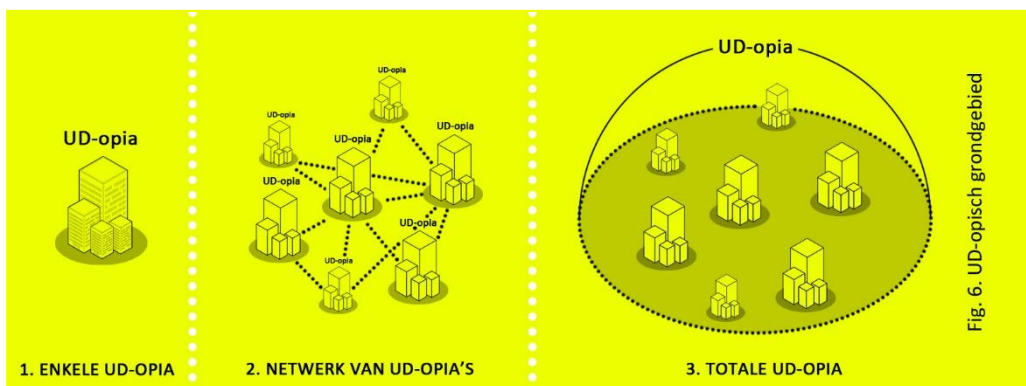 UD-opia
1. ENKELE UD-OPIA
UD-opia
UD-opia
UD-opia
UD-opia
UD-opia
UD-opia
UD-opia
2. NETWERK VAN UD-OPIA'S
UD-opia
3. TOTALE UD-OPIA
Fig. 6. UD-opisch grondgebied